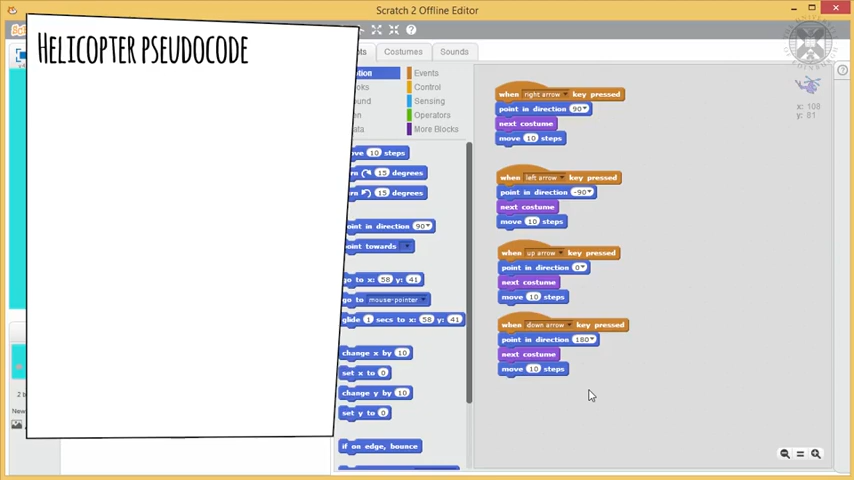 Scratch 2 Offline Editor
HELICOPTER PSEUDOCODE
Costumes
Sounds
Events
Control
Sensing
Operators
More Blocks
10 steps
15 degrees
15 degrees
in direction 90
towards
go to x: 58 y: 41
go to mouse-pointer
glide 1 secs to x: 58 y: 41
change x by 10
set x to 0
change y by 10
set y to 0
if on edge, bounce
when right arrow key pressed
point in direction 90
next costume
move 10 steps
when left arrow key pressed
point in direction -90
next costume
move 10 steps
when up arrow key pressed
point in direction 0
next costume
move 10 steps
when down arrow key pressed
point in direction 180
next costume
move 10 steps
x: 108
y: 81